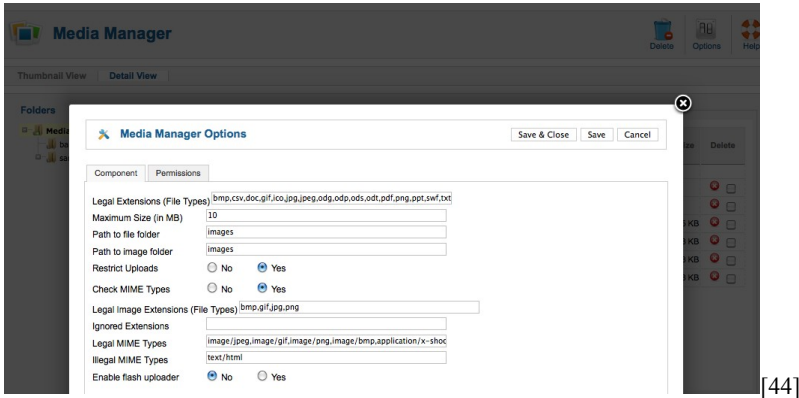 Media Manager
Delete Options Help
Thumbnail View Detail View
Folders
Media
Media Manager Options
Save & Close Save Cancel
Delete
Component Permissions
Legal Extensions (File Types) bmp,csv,doc,gif,ico,jpg,jpeg,odg,odp,ods,odt,pdf,png,ppt,swf,txt
Maximum Size (in MB) 10
Path to file folder images
KB
Path to image folder images
KB
Restrict Uploads No Yes
KB
Check MIME Types No Yes
KB
Legal Image Extensions (File Types) bmp,gif,jpg,png
Ignored Extensions
Legal MIME Types image/jpeg,image/gif,image/png,image/bmp,application/x-shoc
Illegal MIME Types text/html
Enable flash uploader No Yes
[44]